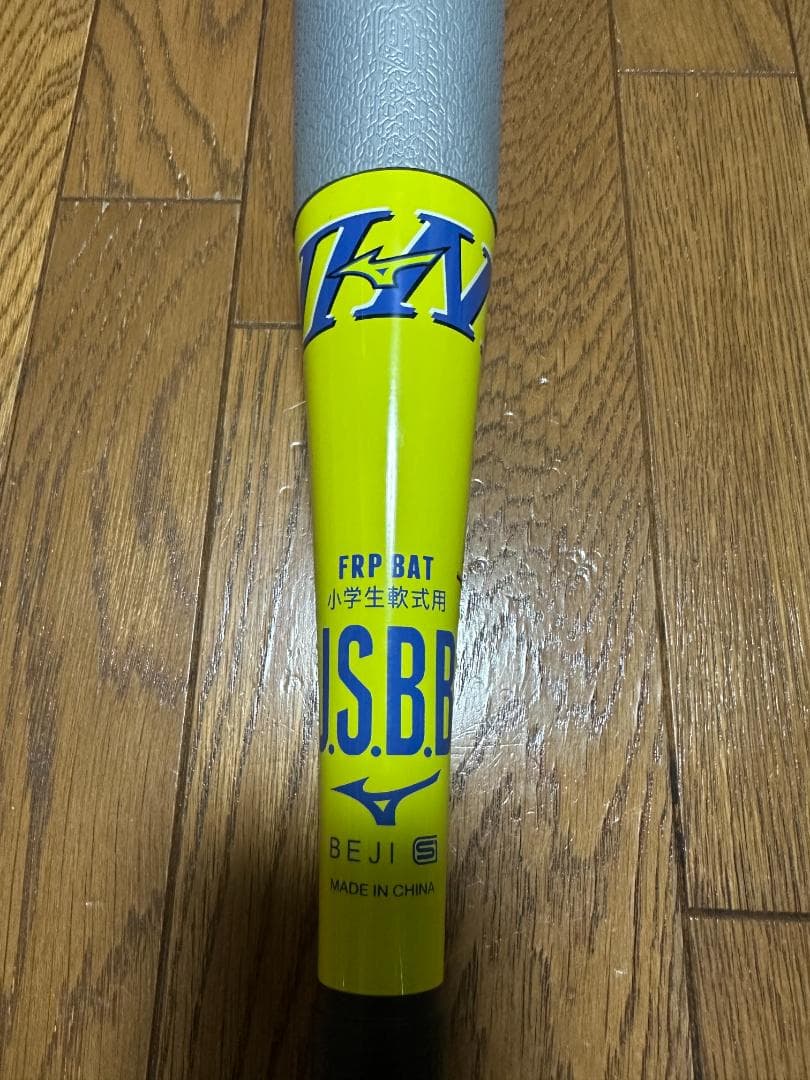 FRP BAT
小学生軟式用
J.S.B.B
BEJI S
MADE IN CHINA